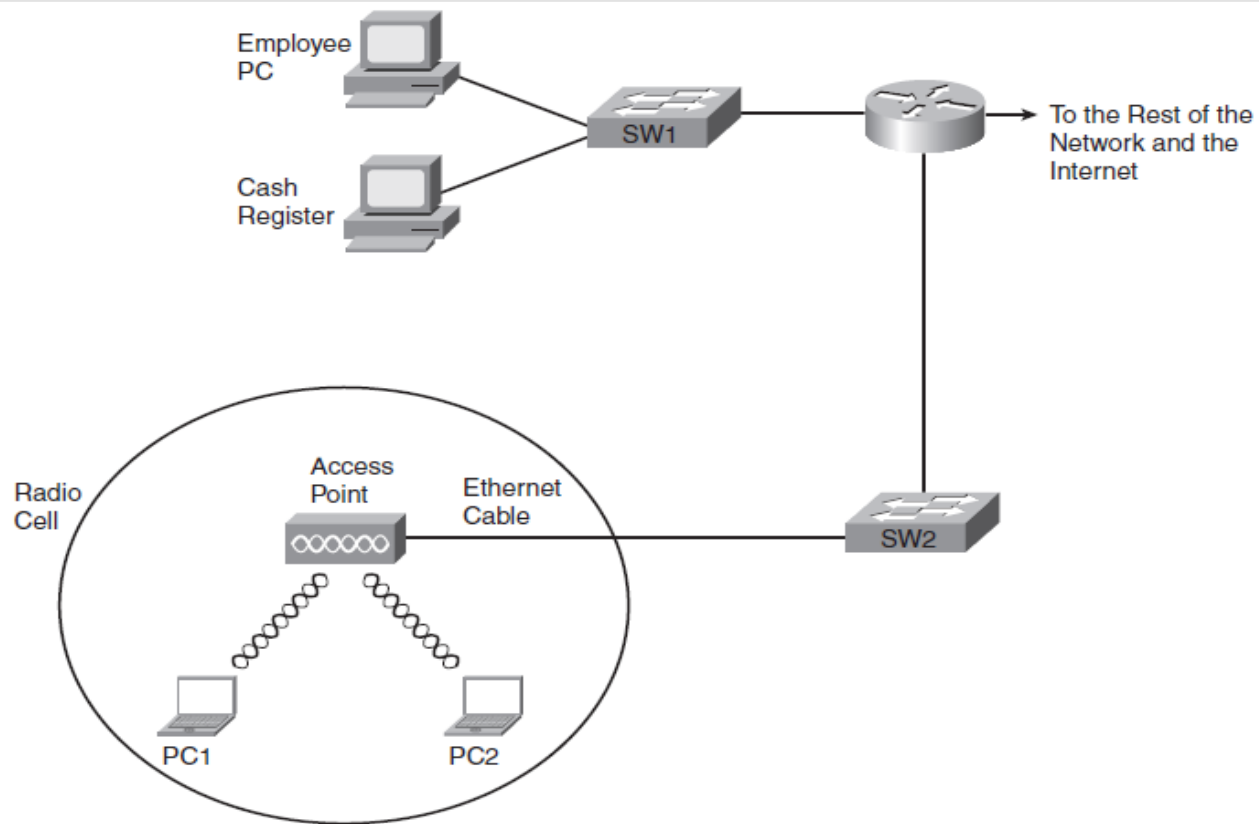 Employee
PC
SW1
To the Rest of the
Network and the
Internet
Cash
Register
Radio
Cell
Access
Point
Ethernet
Cable
SW2
PC1
PC2